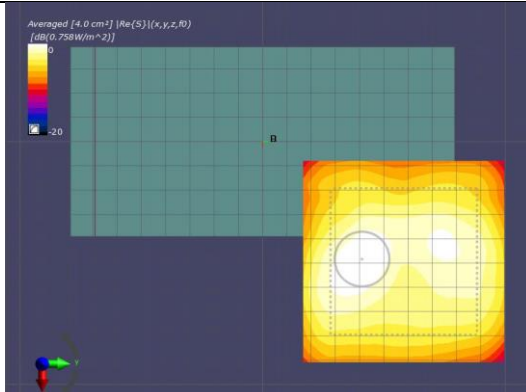 Averaged [4.0 cm²] |Re{S}|(x,y,z,f0)
[dB(0.758W/m^2)]
0
-20
B
Y